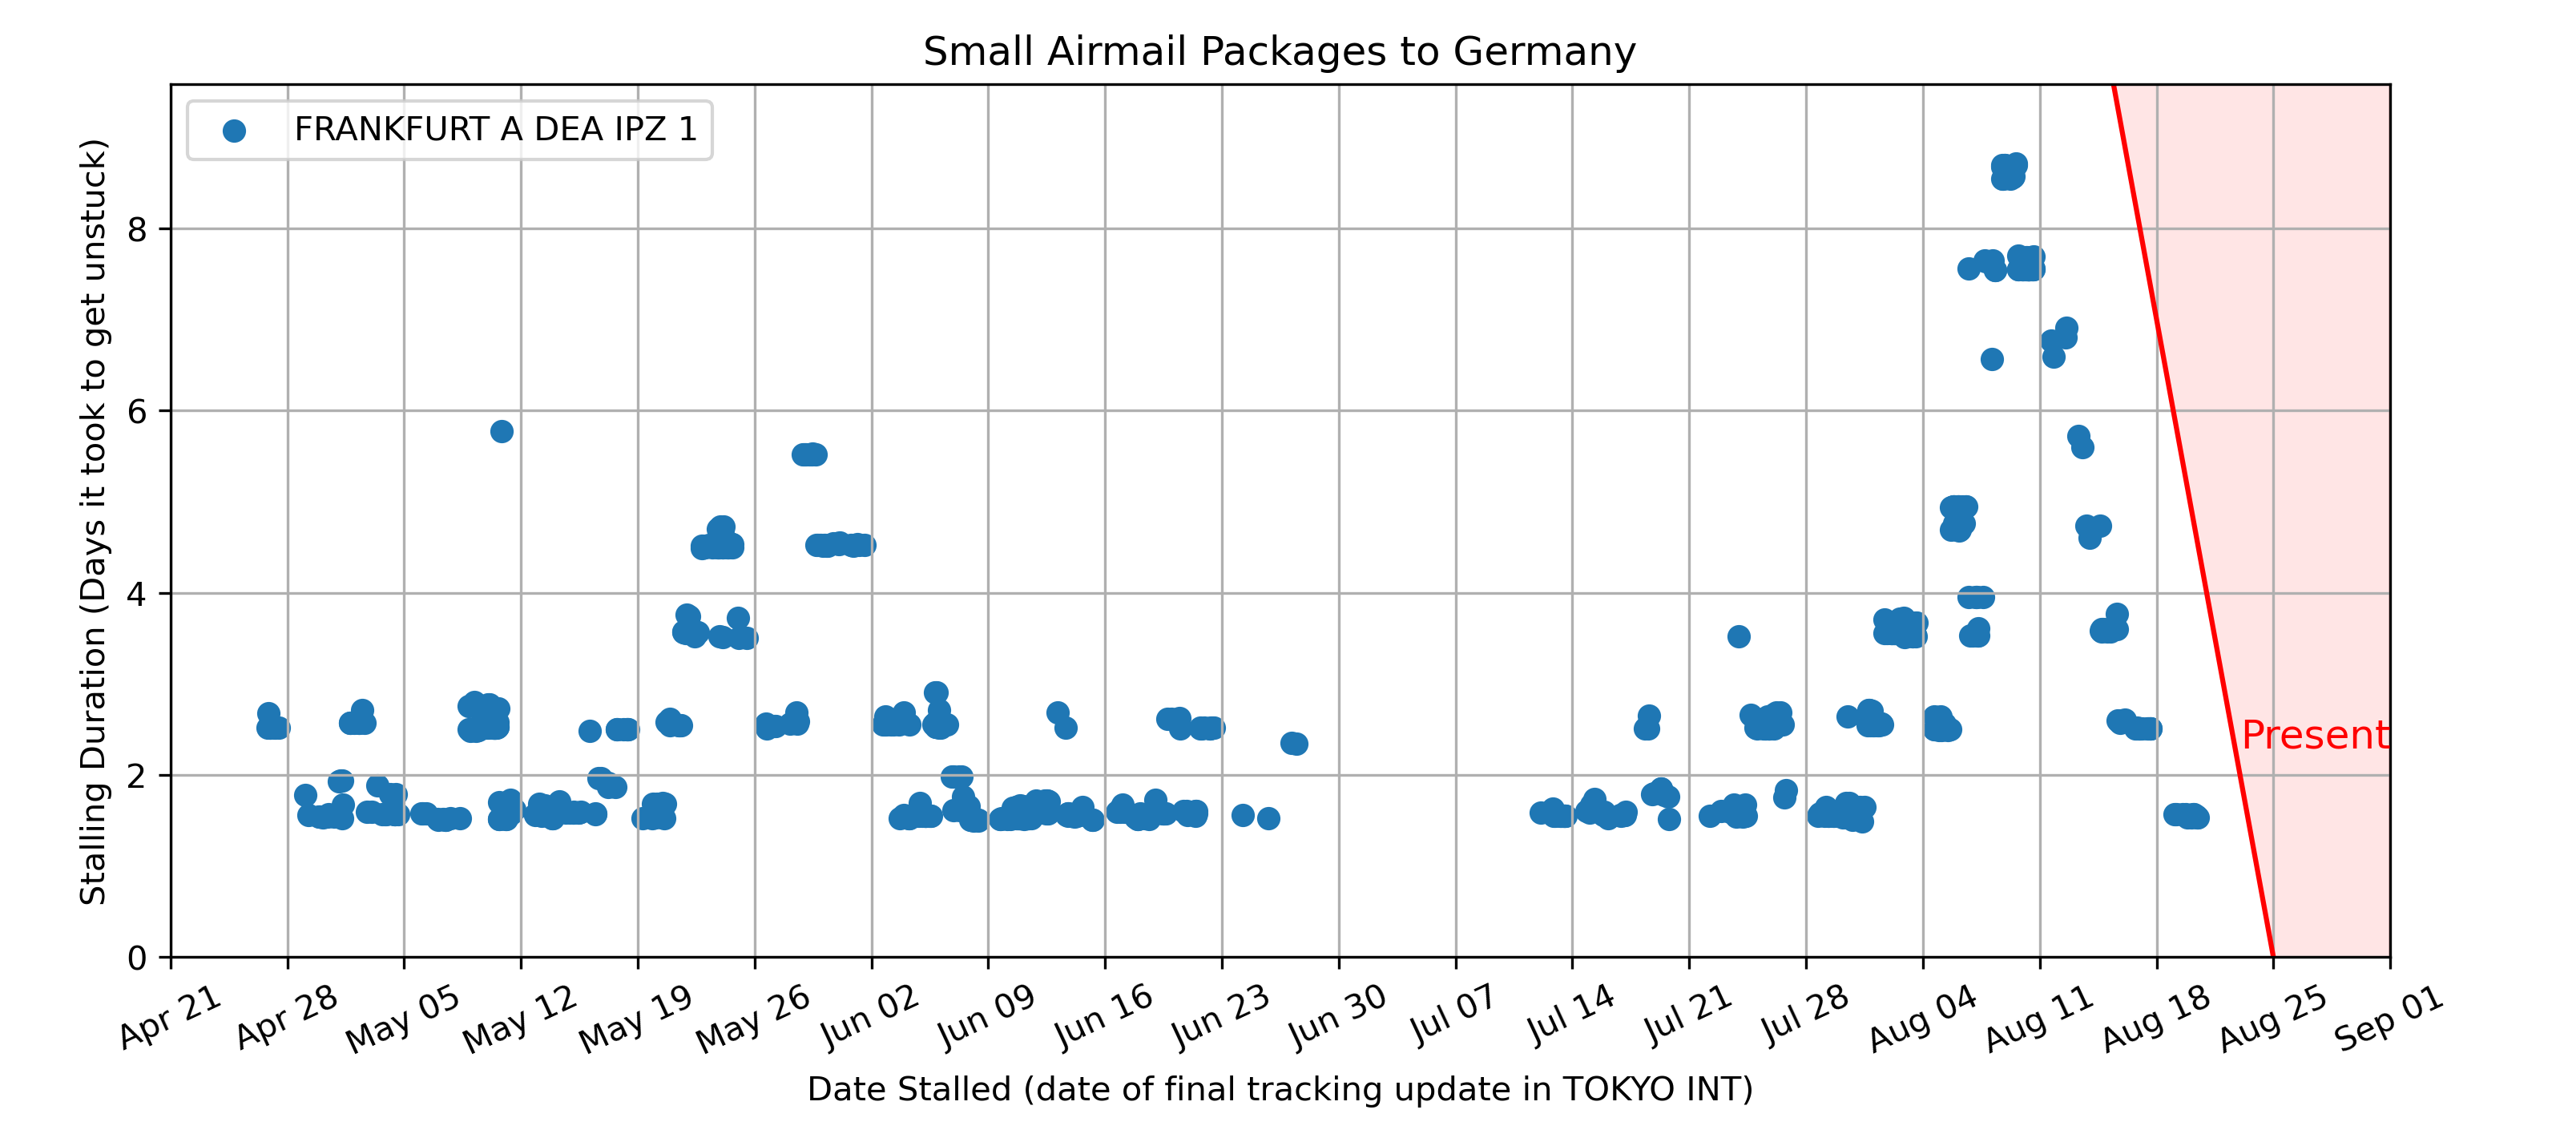 Small Airmail Packages to Germany
FRANKFURT A DEA IPZ 1
Stalling Duration (Days it took to get unstuck)
8
6
4
2
0
Present
Apr 21
Apr 28
May 05
May 12
May 19
May 26
Jun 02
Jun 09
Jun 16
Jun 23
Jun 30
Jul 07
Jul 14
Jul 21
Jul 28
Aug 04
Aug 11
Aug 18
Aug 25
Sep 01
Date Stalled (date of final tracking update in TOKYO INT)